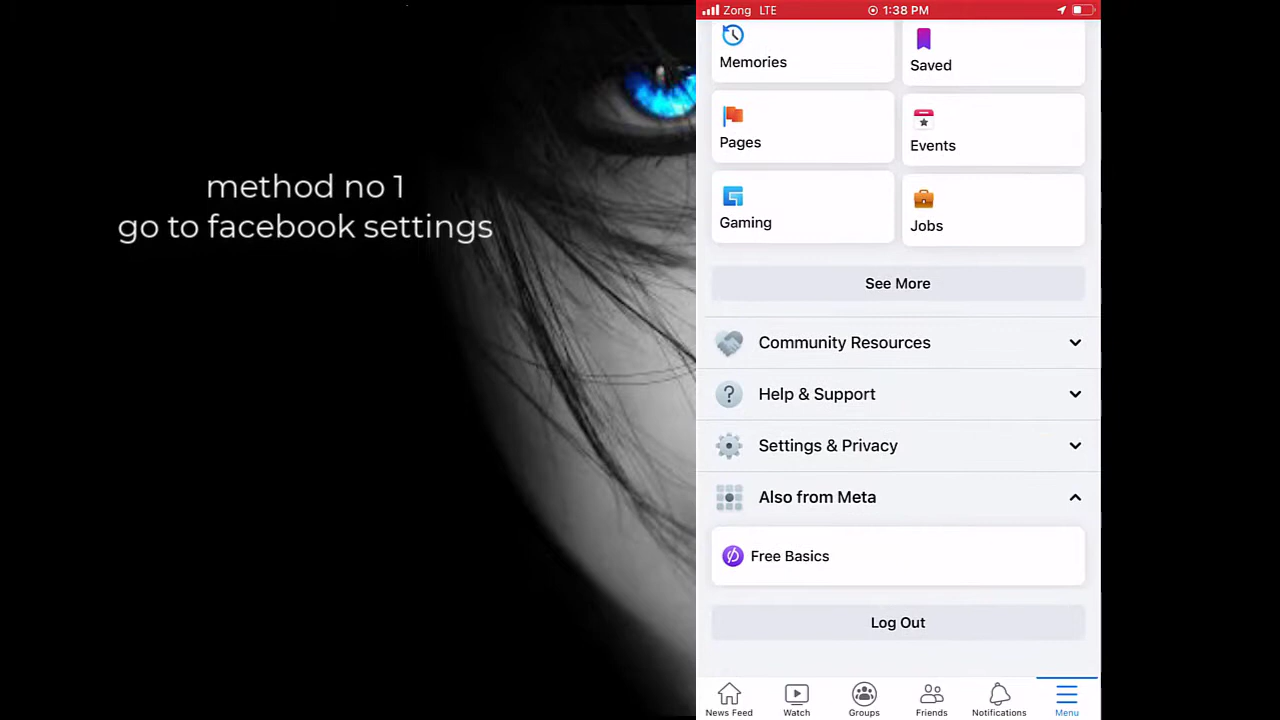 method no 1
go to facebook settings
Zong LTE
1:38 PM
Memories
Saved
Pages
Events
Gaming
Jobs
See More
Community Resources
Help & Support
Settings & Privacy
Also from Meta
Free Basics
Log Out
News Feed
Watch
Groups
Friends
Notifications
Menu